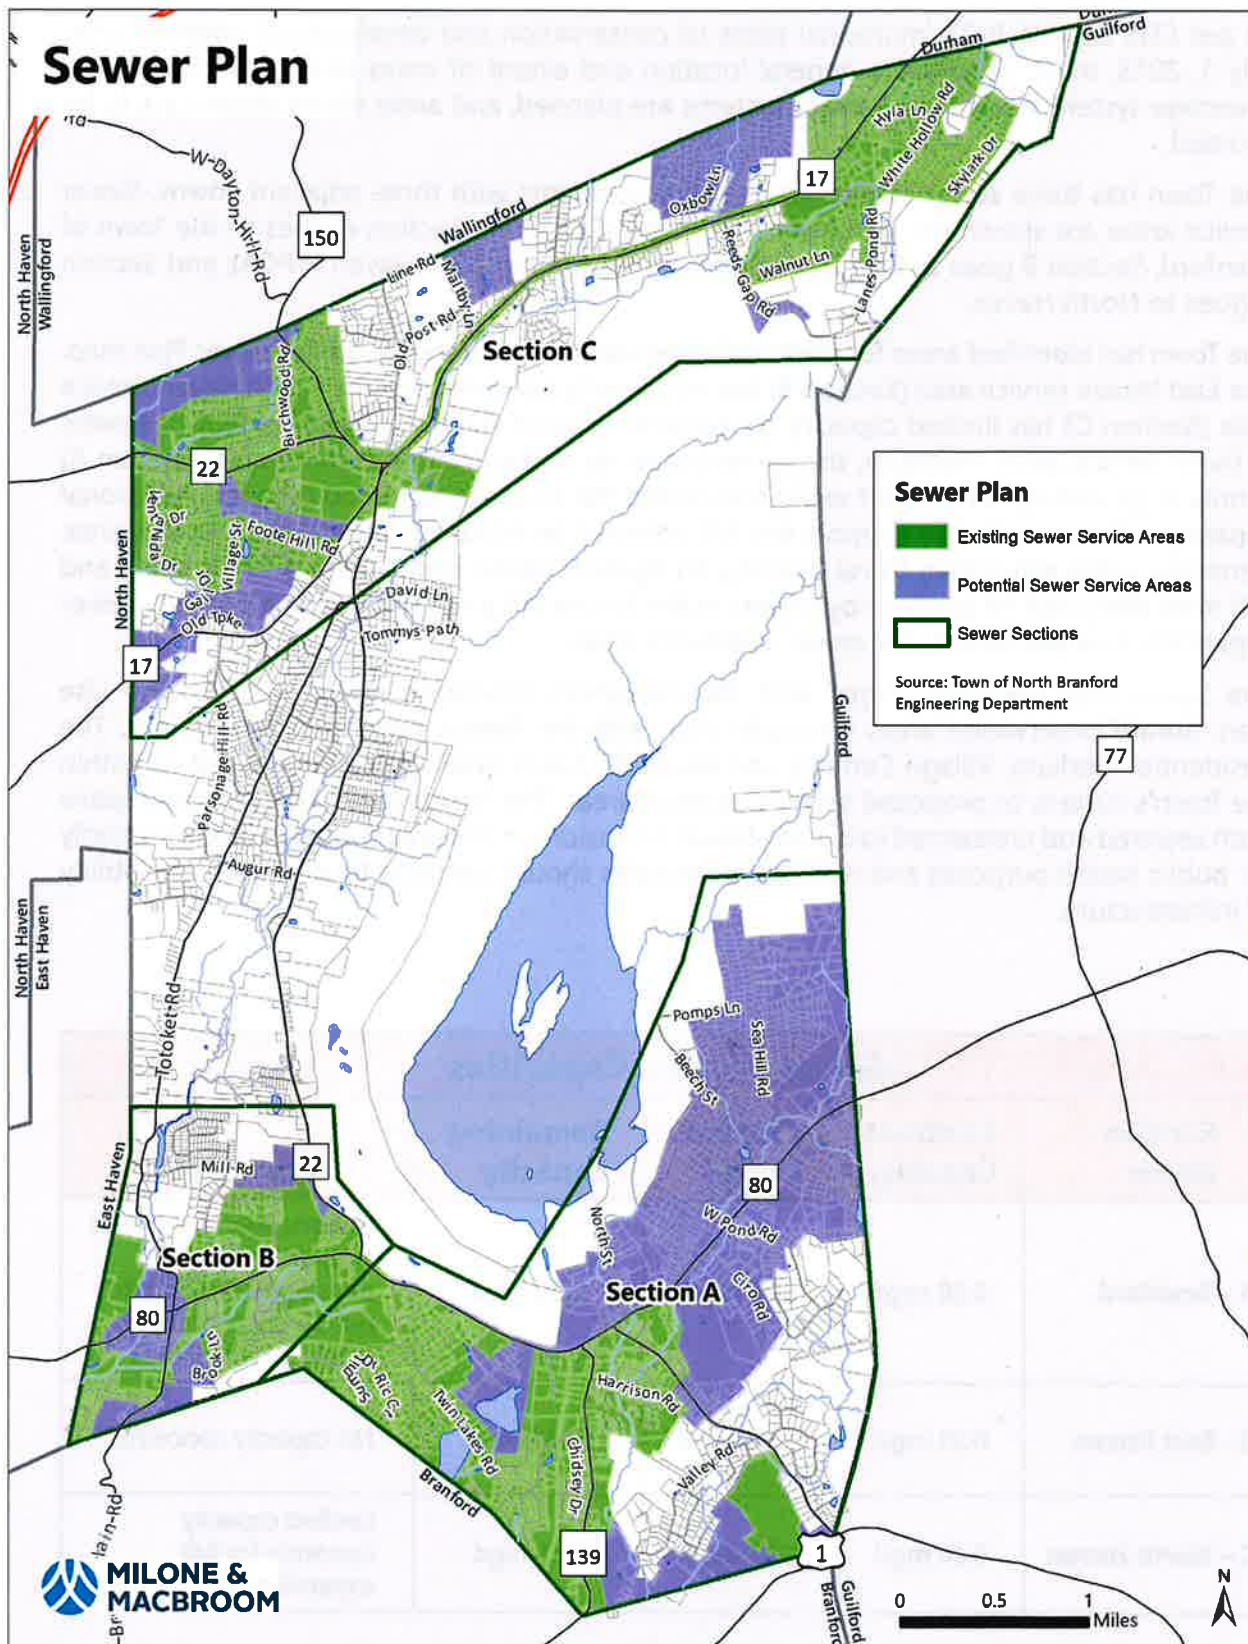 Sewer Plan
Durham
Guilford
North Haven
Wallingford
W-Dayton-Hill-Rd
150
Wallingford
Line Rd
Maltby Ln
Old Post Rd
Oxbow Ln
17
Hyla Ln
White Hollow Rd
Skylark Dr
Reeds Gap Rd
Walnut Ln
Lanes Pond Rd
Section C
Birchwood Rd
22
Foote Hill Rd
Village
Old Tpke
17
North Haven
David Ln
Tommys Path
Parsonage Hill Rd
Augur Rd
Totoket Rd
North Haven
East Haven
Guilford
Sewer Plan
Existing Sewer Service Areas
Potential Sewer Service Areas
Sewer Sections
Source: Town of North Branford
Engineering Department
77
Pomps Ln
Beech St
Sea Hill Rd
80
W Pond Rd
Ciro Rd
North St
Section A
East Haven
Mill Rd
22
Section B
80
Brook Ln
Twin Lakes Rd
Harrison Rd
Chidsey Dr
Valley Rd
Branford
139
1
Guilford
Branford
MILONE &
MACBROOM
0 0.5 1
Miles
N